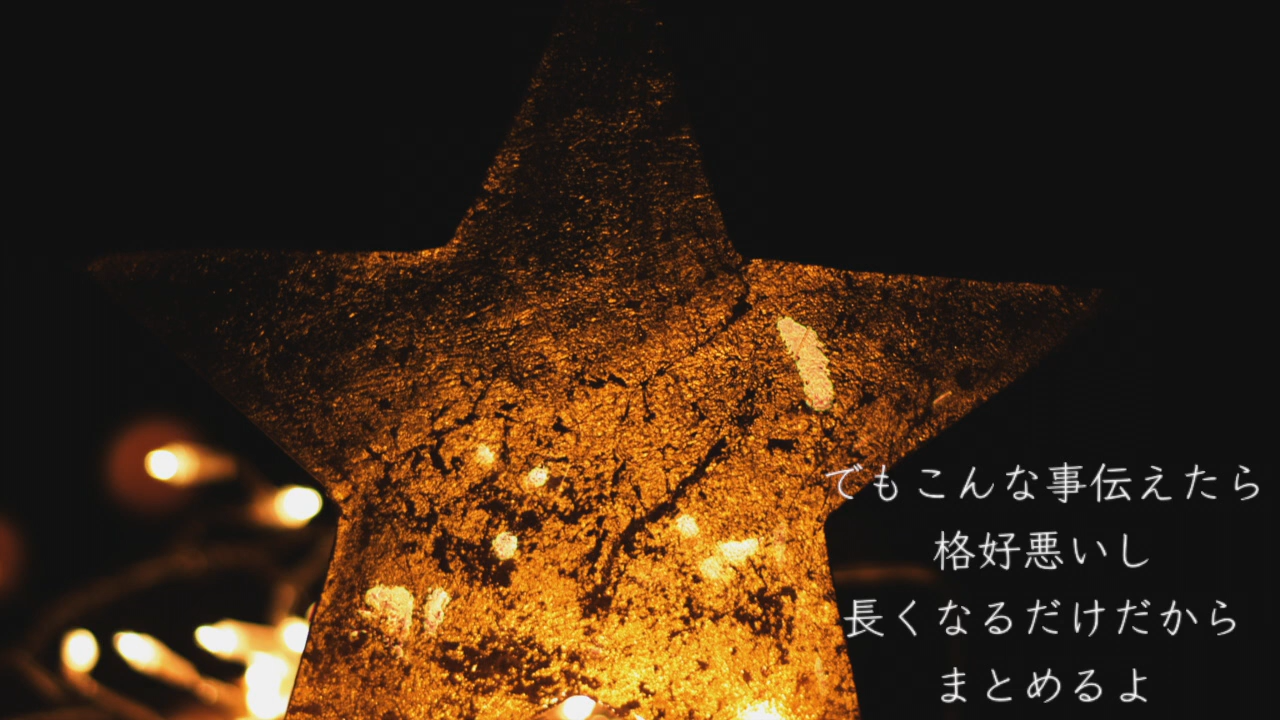 でもこんな事伝えたら
格好悪いし
長くなるだけだから
まとめるよ